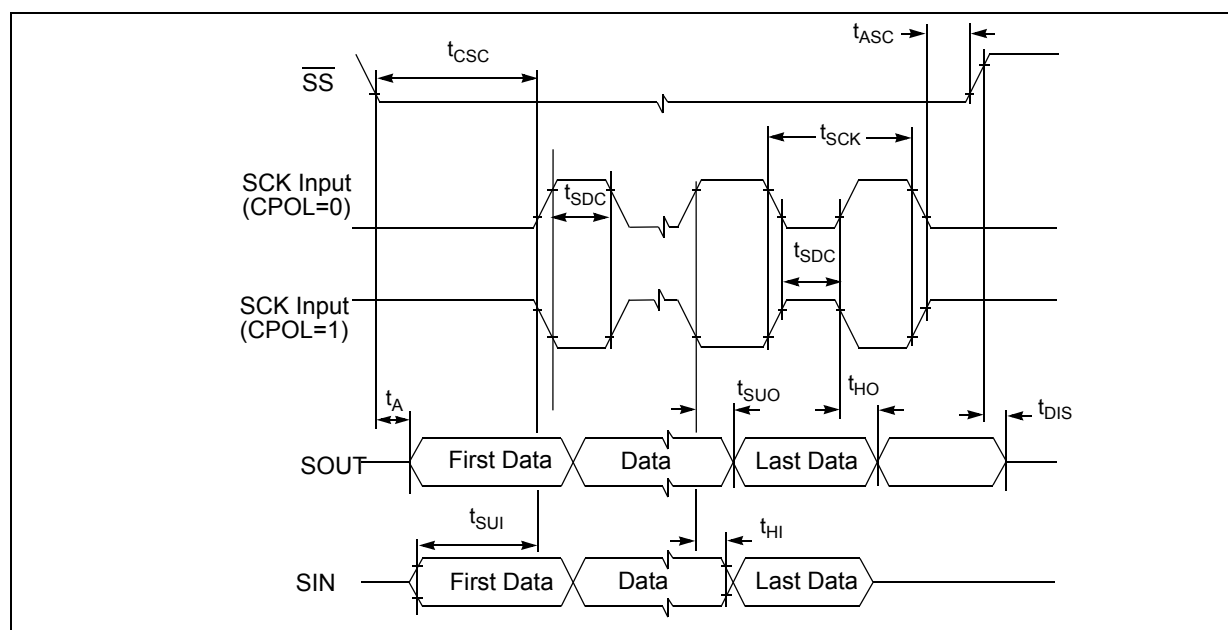 tASC
tCSC
SS
tSCK
SCK Input
(CPOL=0)
tSDC
tSDC
SCK Input
(CPOL=1)
tA
tSUO
tHO
tDIS
SOUT
First Data
Data
Last Data
tSUI
tHI
SIN
First Data
Data
Last Data